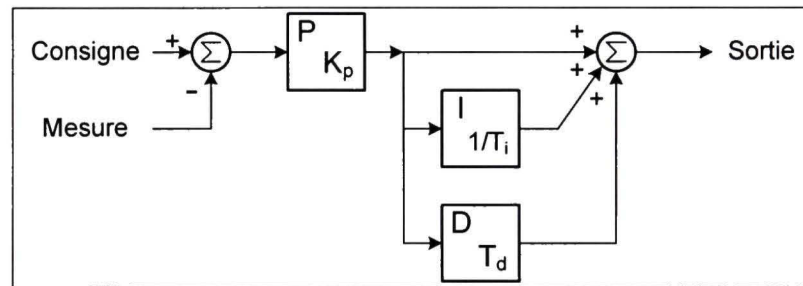 Consigne
+
Σ
-
Mesure
P
Kp
+
+
+
Σ
Sortie
I
1/Ti
D
Td